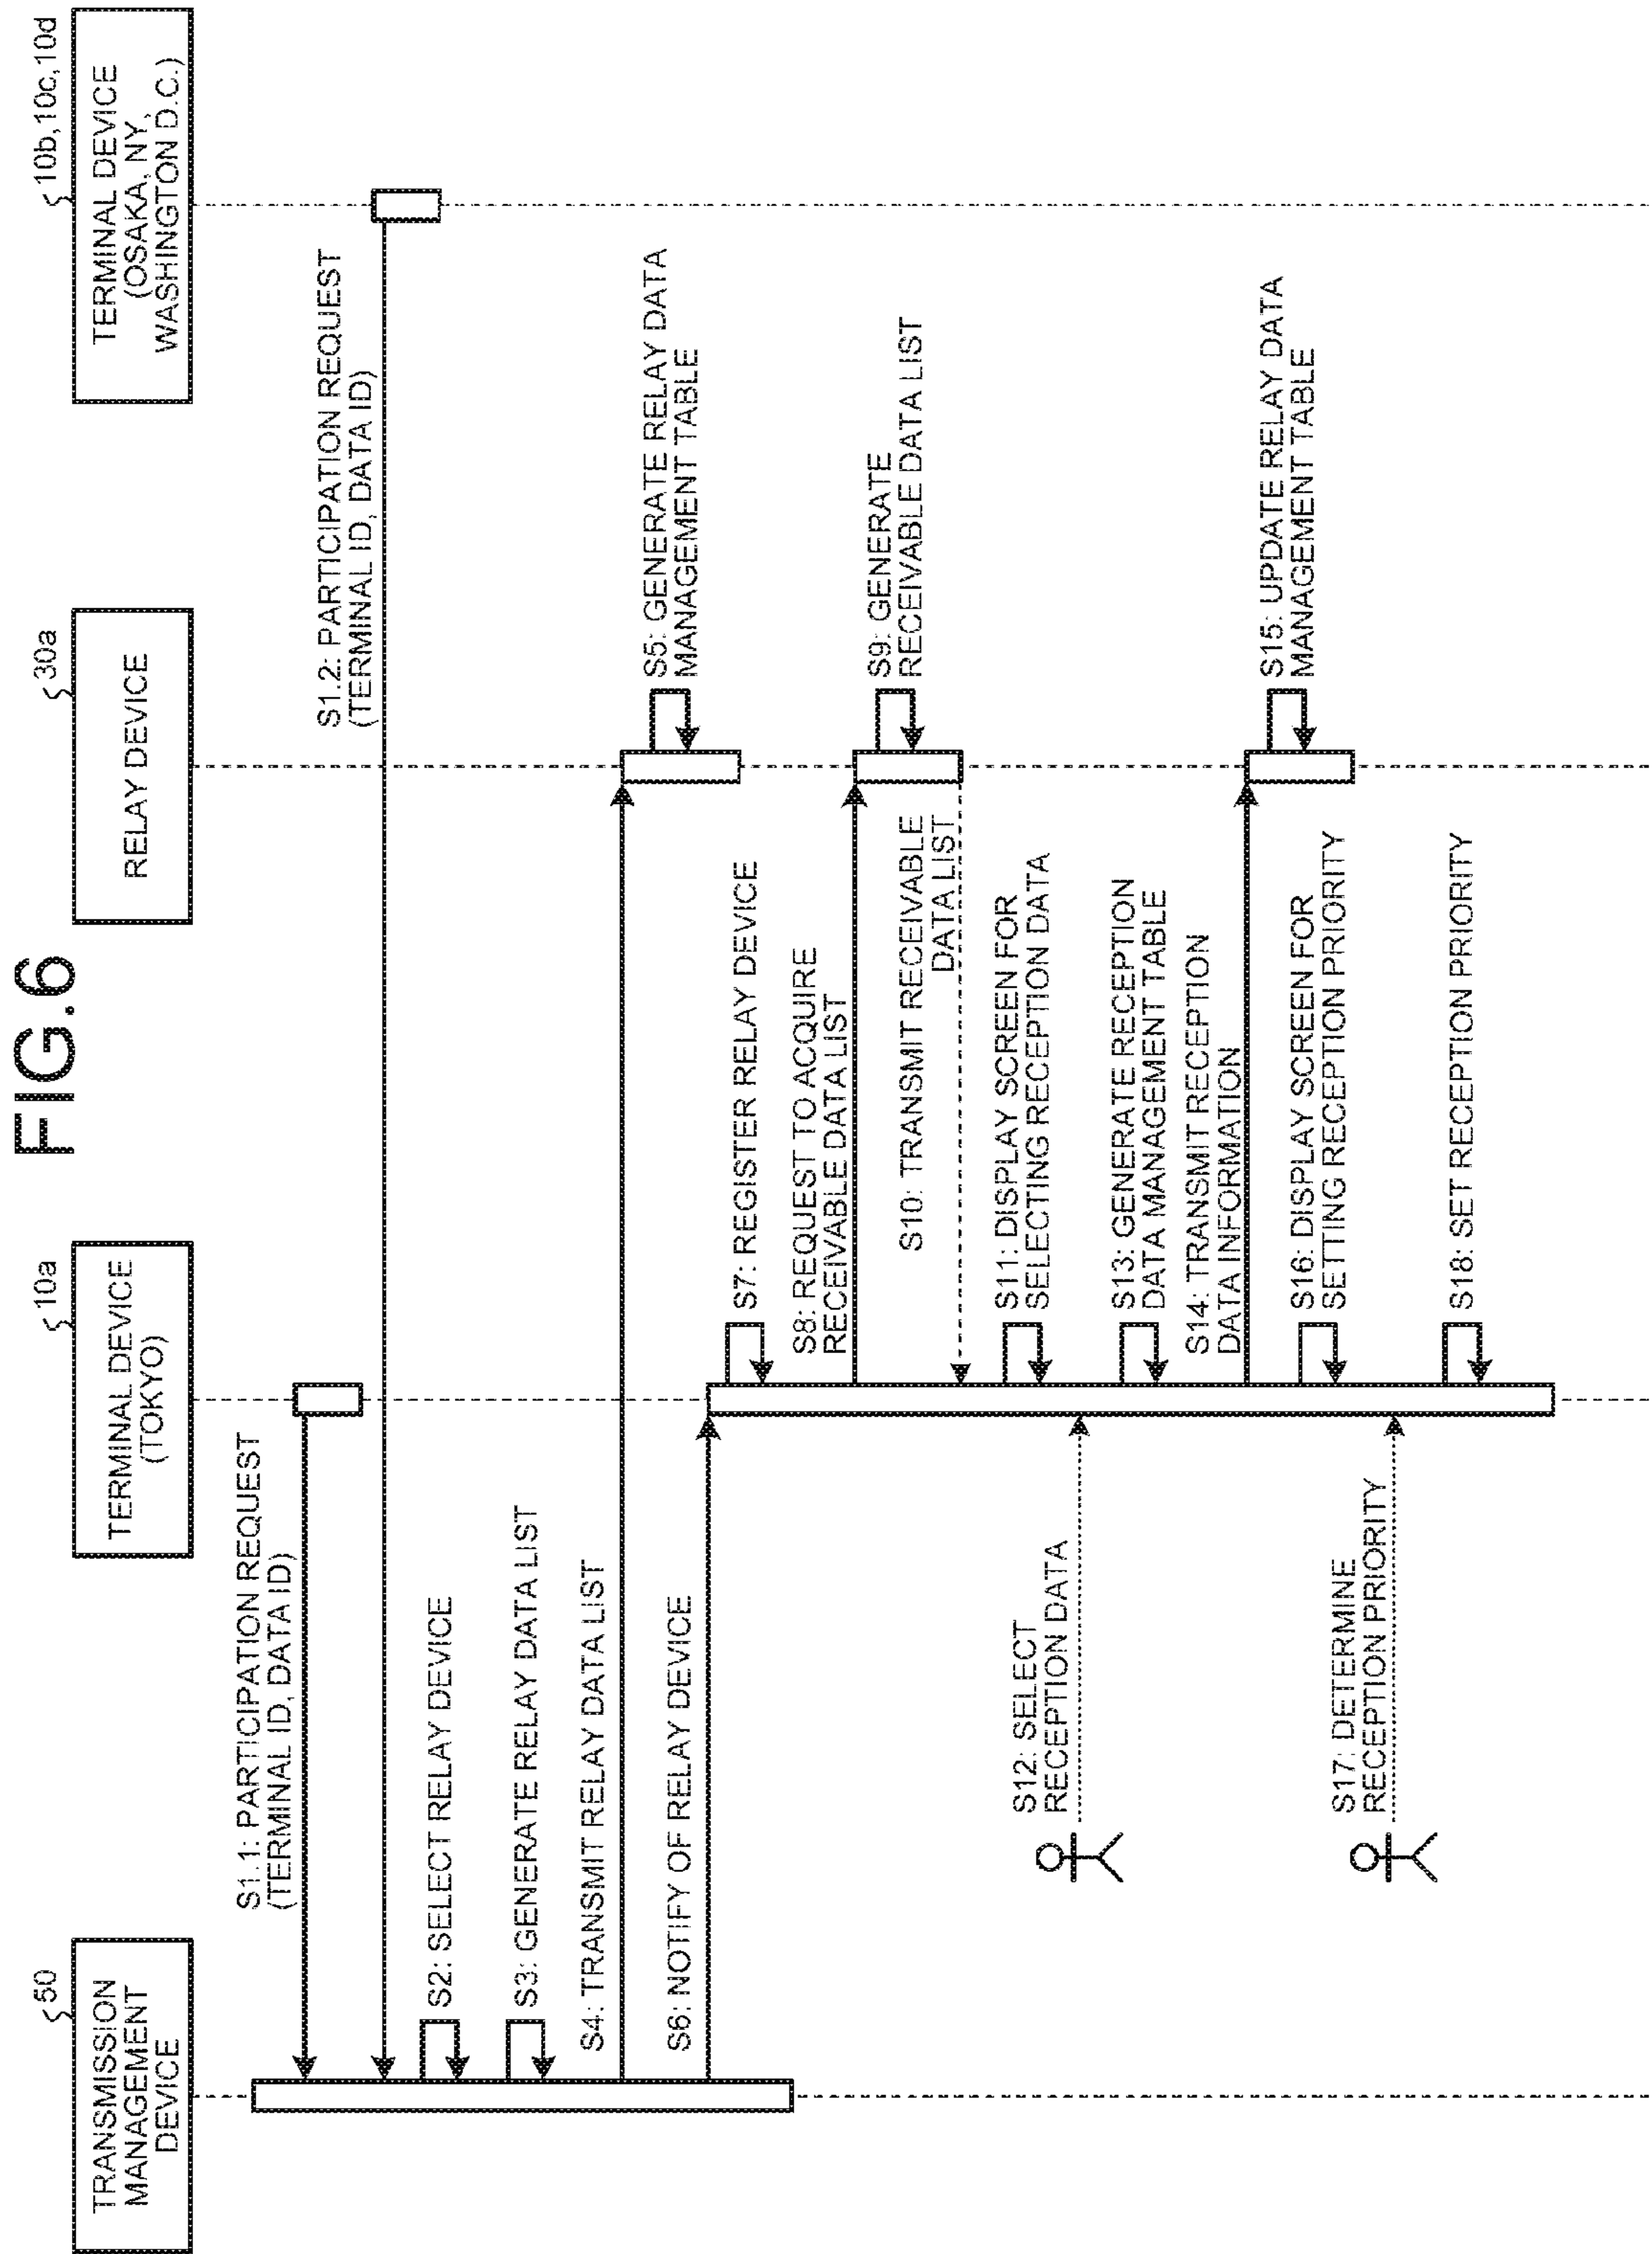 FIG.6
50
TRANSMISSION
MANAGEMENT
DEVICE
10a
TERMINAL DEVICE
(TOKYO)
30a
RELAY DEVICE
10b,10c,10d
TERMINAL DEVICE
(OSAKA, NY,
WASHINGTON D.C.)
S1.1: PARTICIPATION REQUEST
(TERMINAL ID, DATA ID)
S1.2: PARTICIPATION REQUEST
(TERMINAL ID, DATA ID)
S2: SELECT RELAY DEVICE
S3: GENERATE RELAY DATA LIST
S4: TRANSMIT RELAY DATA LIST
S5: GENERATE RELAY DATA
MANAGEMENT TABLE
S6: NOTIFY OF RELAY DEVICE
S7: REGISTER RELAY DEVICE
S8: REQUEST TO ACQUIRE
RECEIVABLE DATA LIST
S9: GENERATE
RECEIVABLE DATA LIST
S10: TRANSMIT RECEIVABLE
DATA LIST
S11: DISPLAY SCREEN FOR
SELECTING RECEPTION DATA
S12: SELECT
RECEPTION DATA
S13: GENERATE RECEPTION
DATA MANAGEMENT TABLE
S14: TRANSMIT RECEPTION
DATA INFORMATION
S15: UPDATE RELAY DATA
MANAGEMENT TABLE
S16: DISPLAY SCREEN FOR
SETTING RECEPTION PRIORITY
S17: DETERMINE
RECEPTION PRIORITY
S18: SET RECEPTION PRIORITY